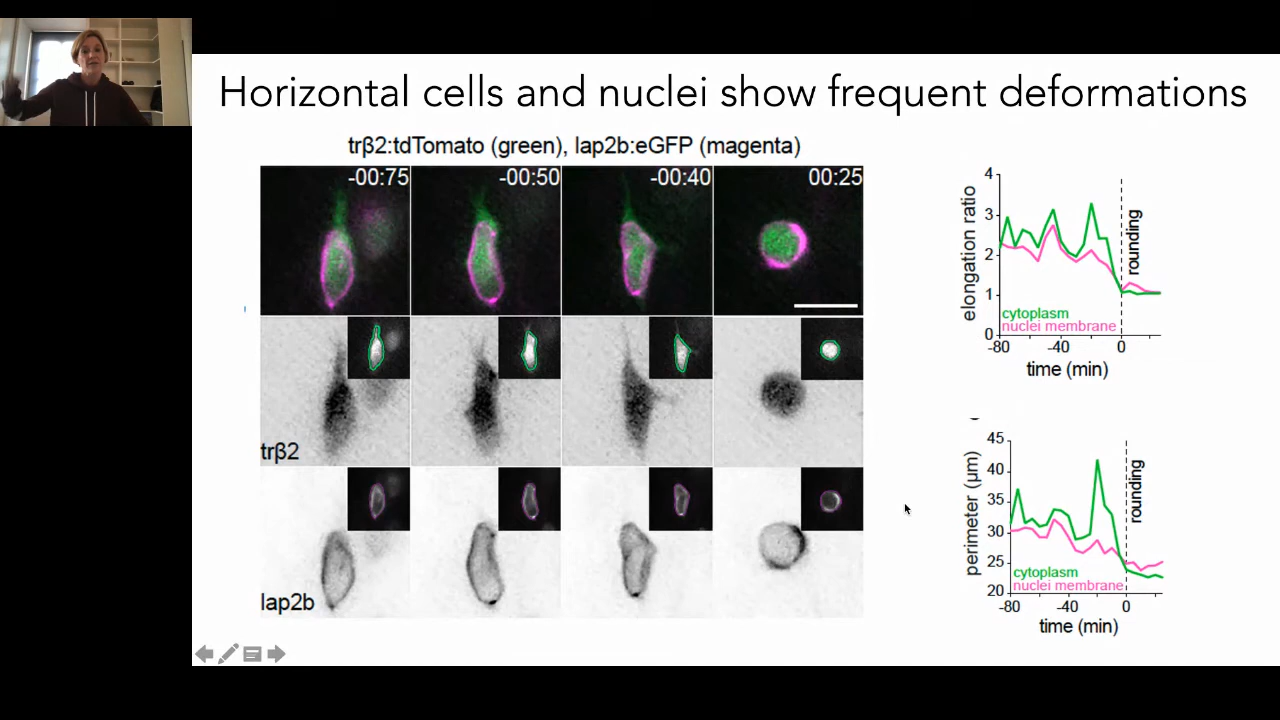 Horizontal cells and nuclei show frequent deformations
trβ2:tdTomato (green), lap2b:eGFP (magenta)
-00:75
-00:50
-00:40
00:25
trβ2
lap2b
elongation ratio
4
3
2
1
0
rounding
cytoplasm
nuclei membrane
-80
-40
0
time (min)
perimeter (µm)
45
40
35
30
25
20
rounding
cytoplasm
nuclei membrane
-80
-40
0
time (min)